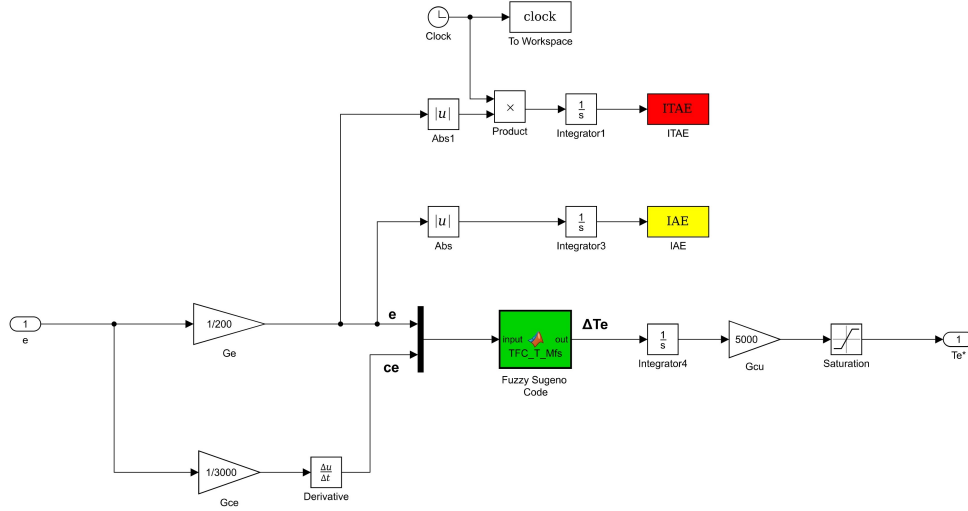 clock
Clock
To Workspace
|u|
Abs1
×
Product
1
s
Integrator1
ITAE
ITAE
|u|
Abs
1
s
Integrator3
IAE
IAE
1
e
1/200
Ge
e
ce
input out
TFC_T_Mfs
Fuzzy Sugeno
Code
ΔTe
1
s
Integrator4
5000
Gcu
Saturation
1
Te*
1/3000
Gce
Δu
Δt
Derivative